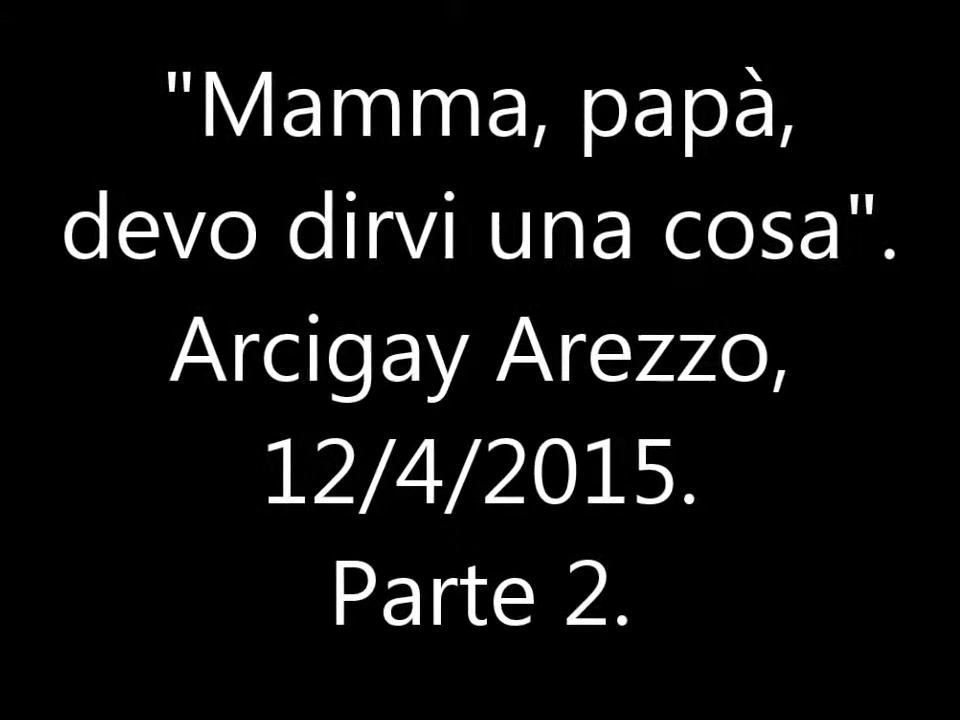 "Mamma, papà,
devo dirvi una cosa".
Arcigay Arezzo,
12/4/2015.
Parte 2.